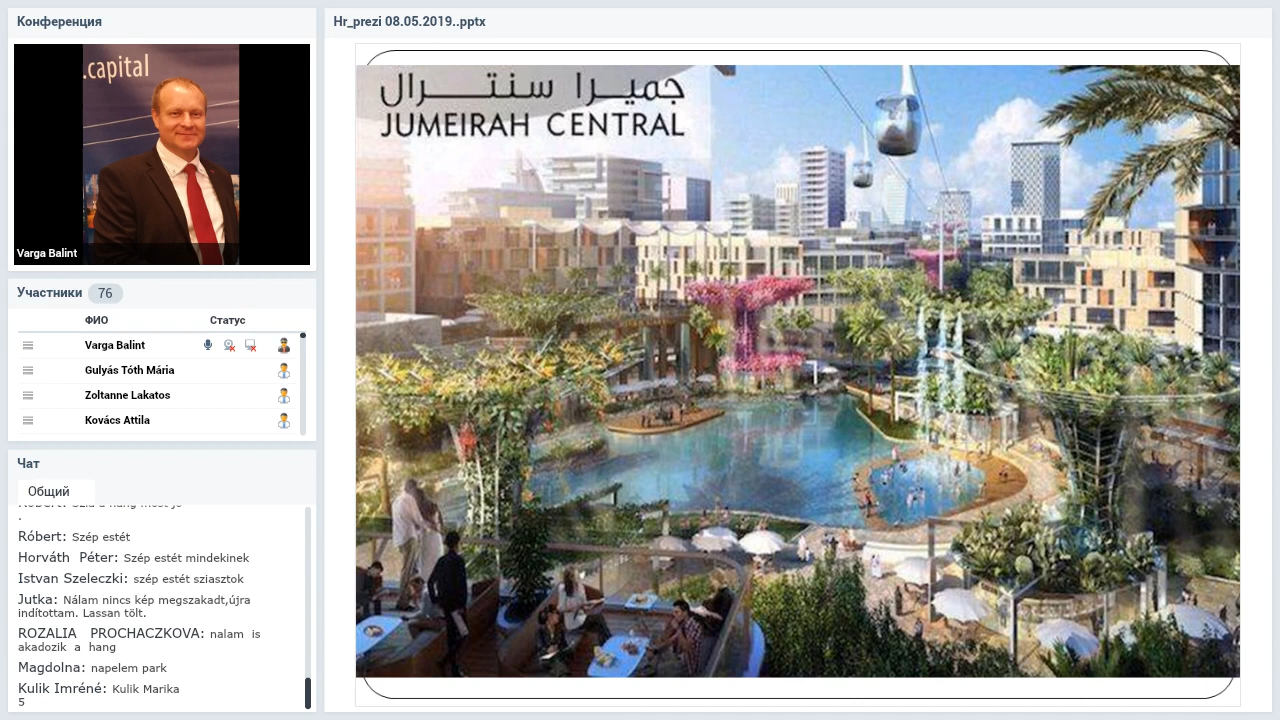 Конференция
.capital
Varga Balint
Участники 76
ФИО Статус
Varga Balint
Gulyás Tóth Mária
Zoltanne Lakatos
Kovács Attila
Чат
Общий
Róbert: Szép estét
Horváth Péter: Szép estét mindekinek
Istvan Szeleczki: szép estét sziasztok
Jutka: Nálam nincs kép megszakadt,újra
indítottam. Lassan tölt.
ROZALIA PROCHACZKOVA: nalam is
akadozik a hang
Magdolna: napelem park
Kulik Imréné: Kulik Marika
5
Hr_prezi 08.05.2019..pptx
جميـرا سنتــرال
JUMEIRAH CENTRAL